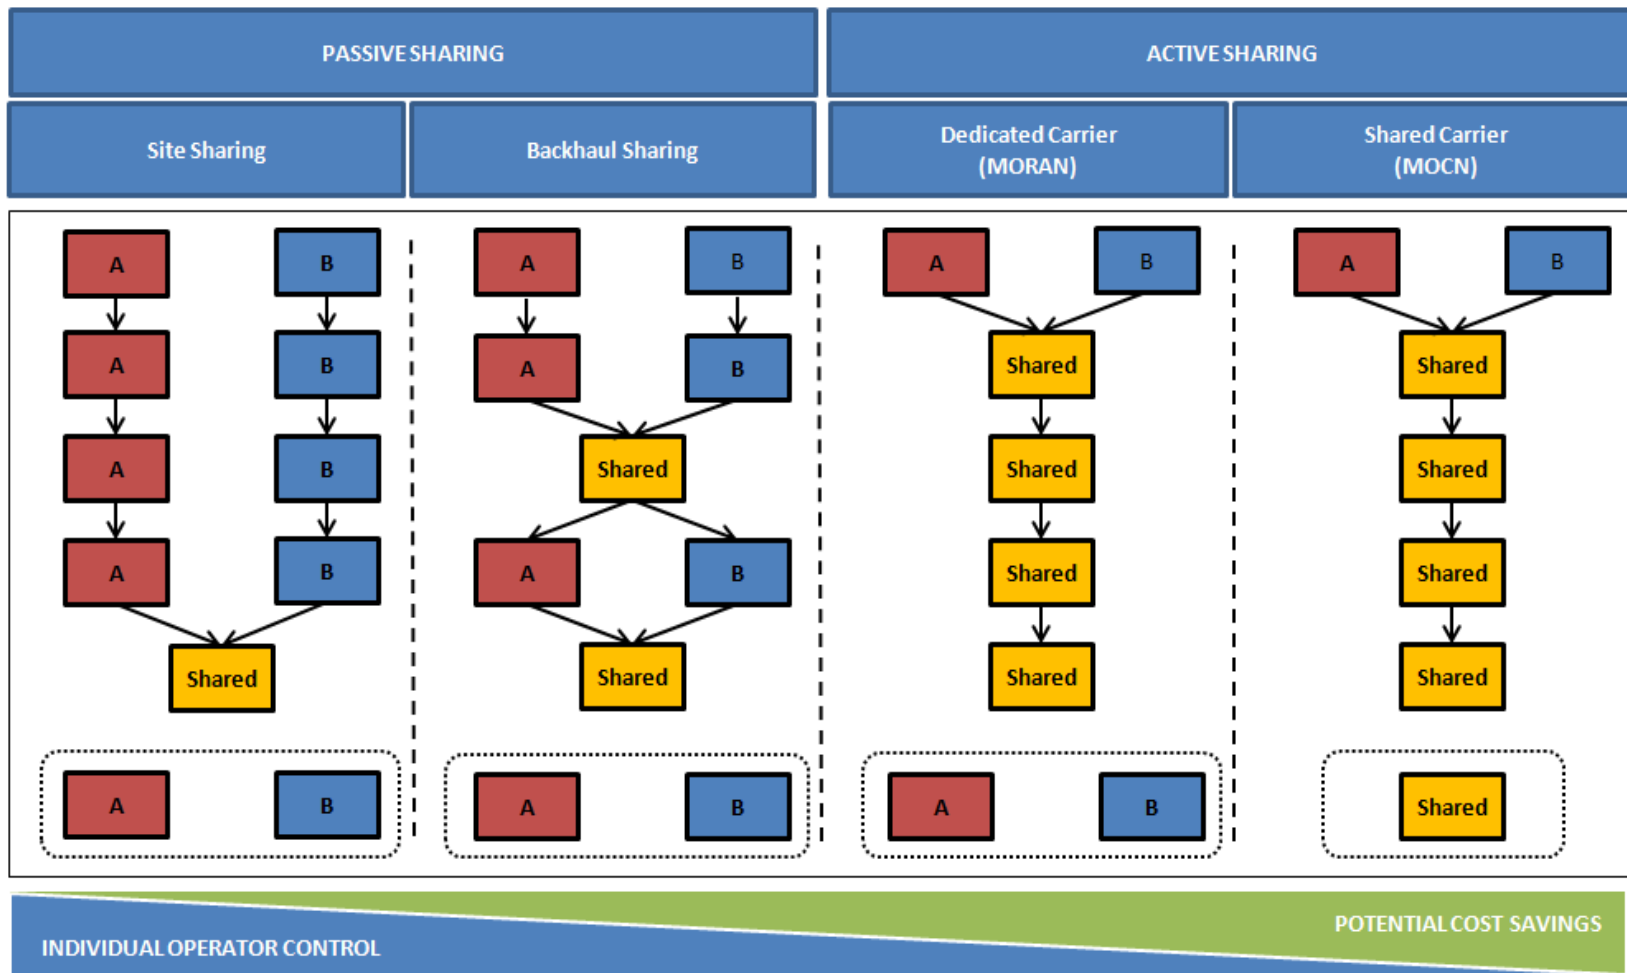 PASSIVE SHARING
ACTIVE SHARING
Site Sharing
Backhaul Sharing
Dedicated Carrier
(MORAN)
Shared Carrier
(MOCN)
A B A B A B A B
A B A B Shared Shared
A B Shared Shared Shared
A B A B Shared Shared
Shared Shared Shared Shared
A B A B A B Shared
POTENTIAL COST SAVINGS
INDIVIDUAL OPERATOR CONTROL